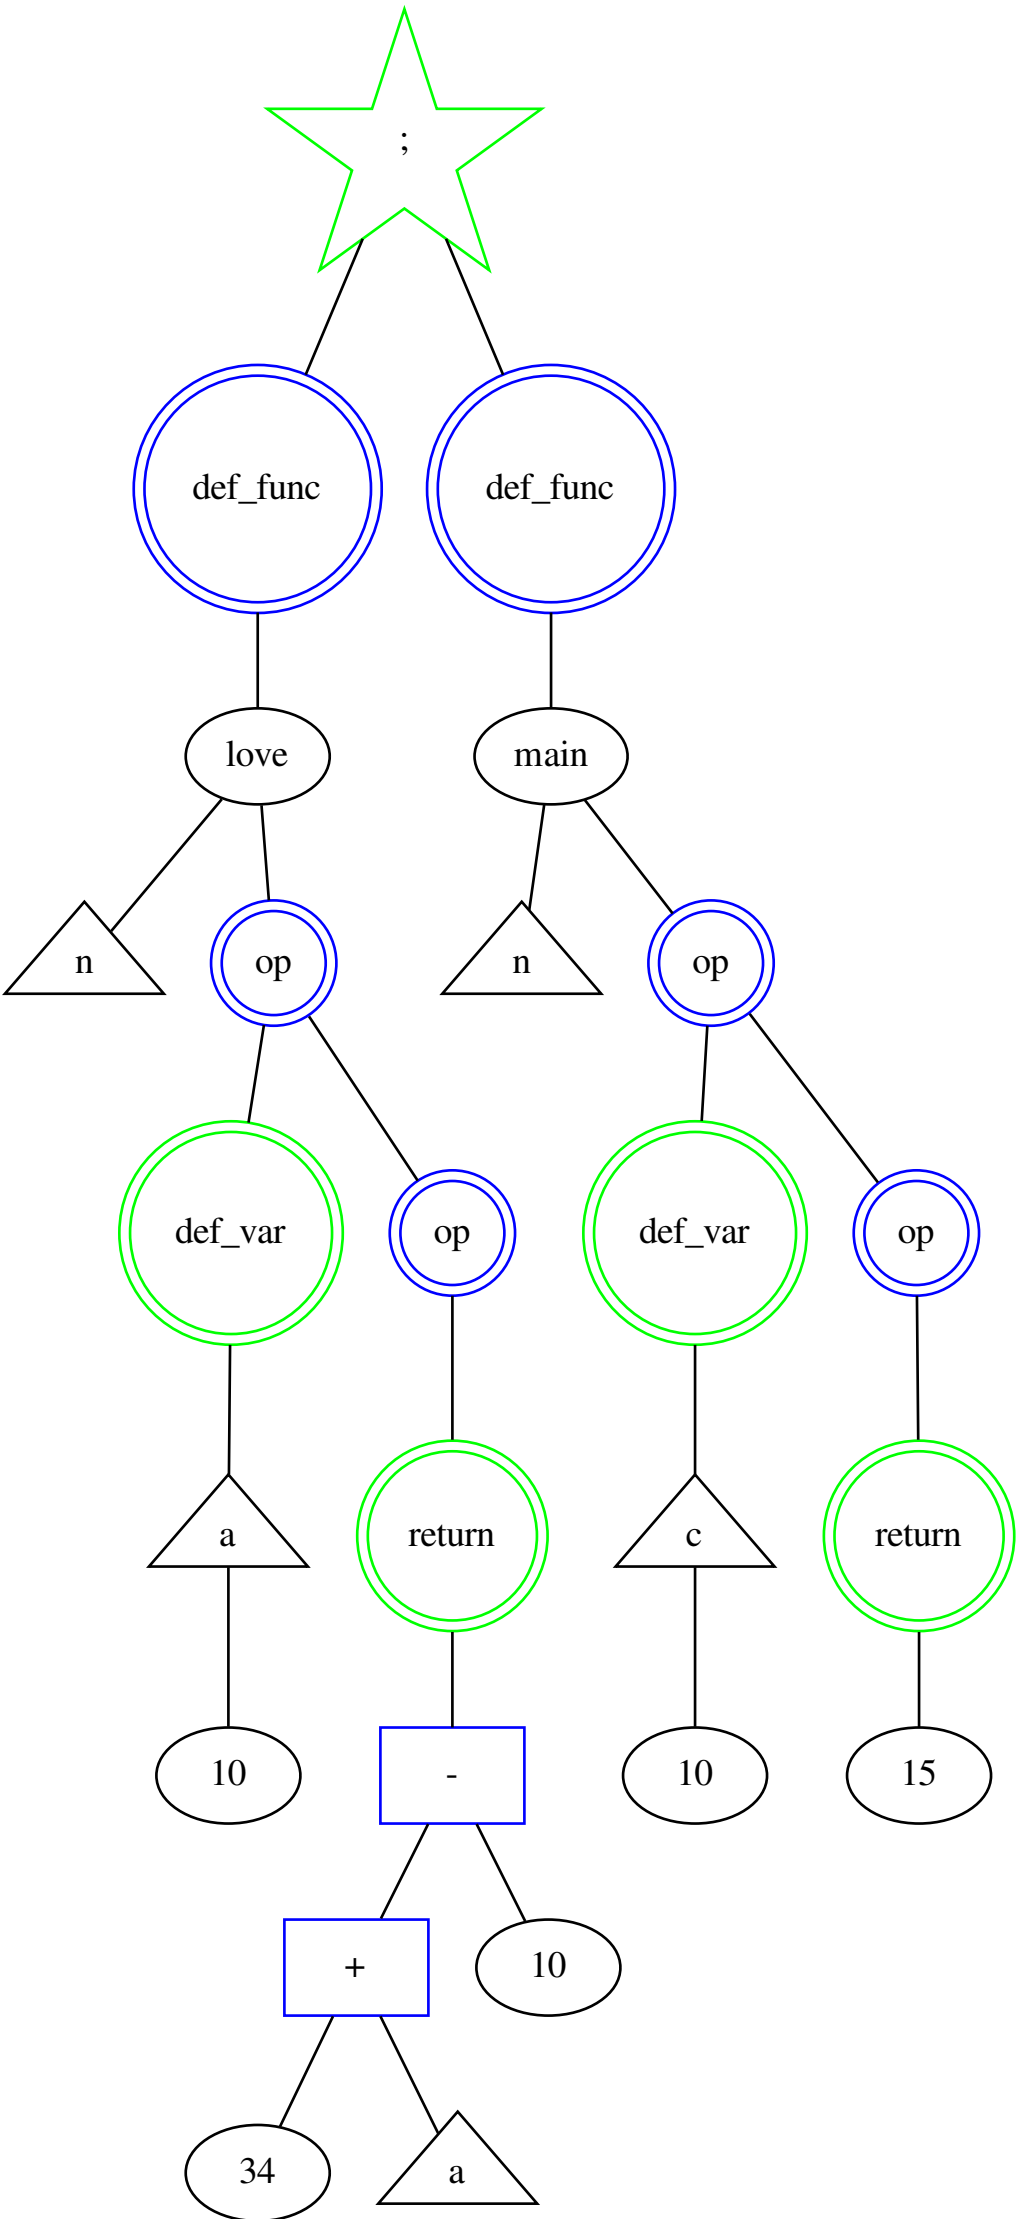 ;
def_func def_func
love main
n op n op
def_var op def_var op
a return c return
10 - 10 15
+ 10
34 a